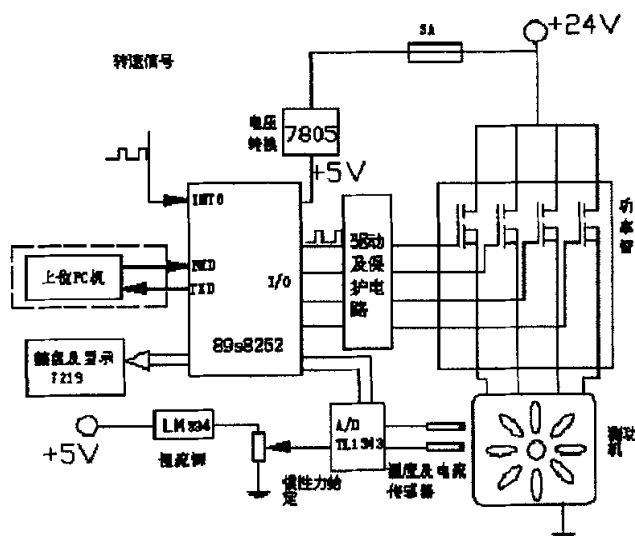 +24V
5A
转速信号
电压
转换
7805
+5V
INT0
RXD
TXD
I/O
89s8252
上位PC机
驱动
及保
护电
路
功
率
管
键盘及显示
7219
+5V
LM334
恒流源
A/D
TL1543
惯性力给
定
温度及电流
传感器
测功
机